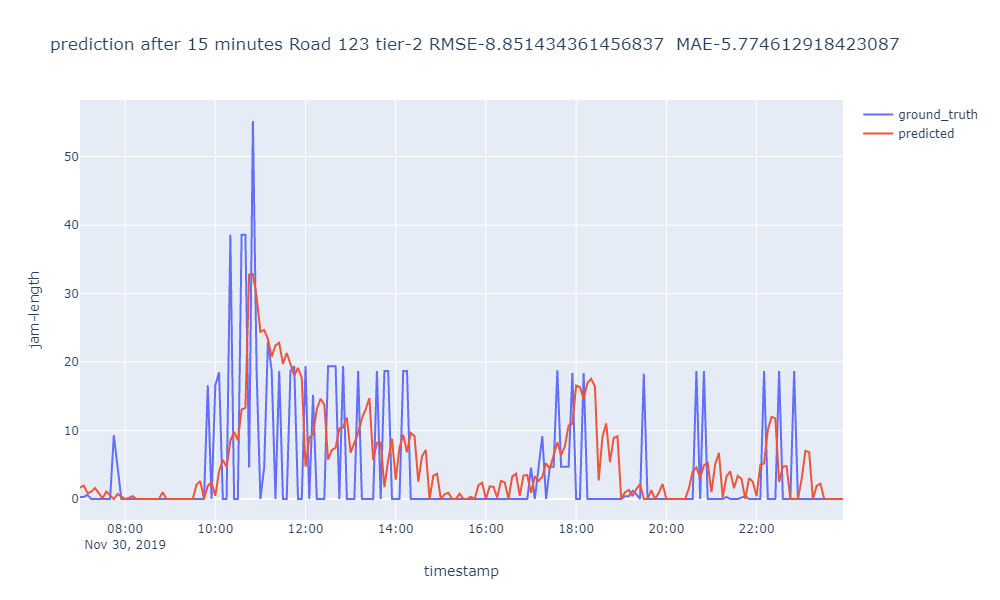 prediction after 15 minutes Road 123 tier-2 RMSE-8.851434361456837 MAE-5.774612918423087
ground_truth
predicted
50
40
30
20
10
0
jam-length
08:00 10:00 12:00 14:00 16:00 18:00 20:00 22:00
Nov 30, 2019
timestamp